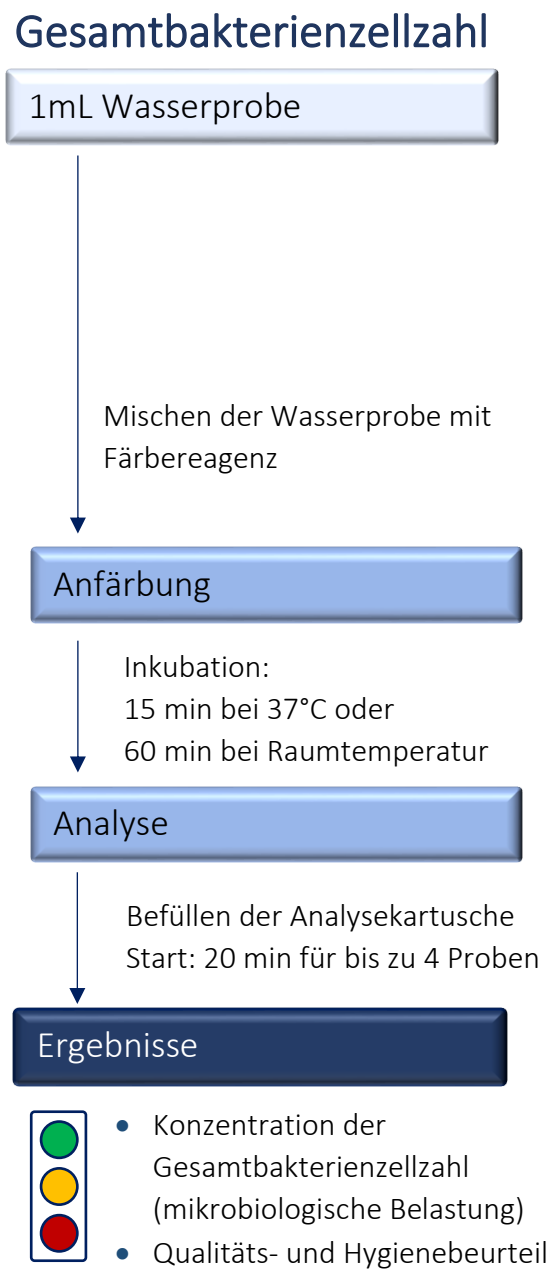 Gesamtbakterienzellzahl
1mL Wasserprobe
Mischen der Wasserprobe mit
Färbereagenz
Anfärbung
Inkubation:
15 min bei 37°C oder
60 min bei Raumtemperatur
Analyse
Befüllen der Analysekartusche
Start: 20 min für bis zu 4 Proben
Ergebnisse
• Konzentration der
Gesamtbakterienzellzahl
(mikrobiologische Belastung)
• Qualitäts- und Hygienebeurteil